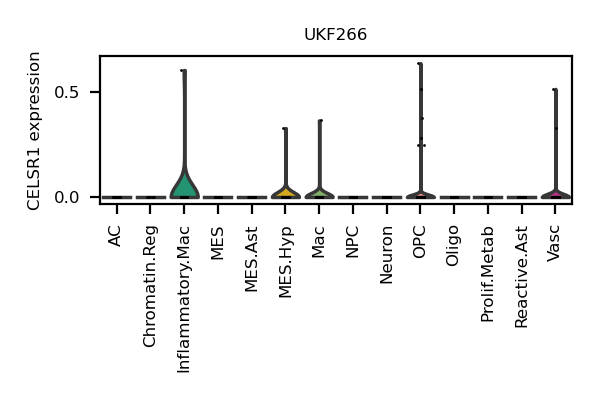 UKF266
CELSR1 expression
0.5
0.0
AC
Chromatin.Reg
Inflammatory.Mac
MES
MES.Ast
MES.Hyp
Mac
NPC
Neuron
OPC
Oligo
Prolif.Metab
Reactive.Ast
Vasc